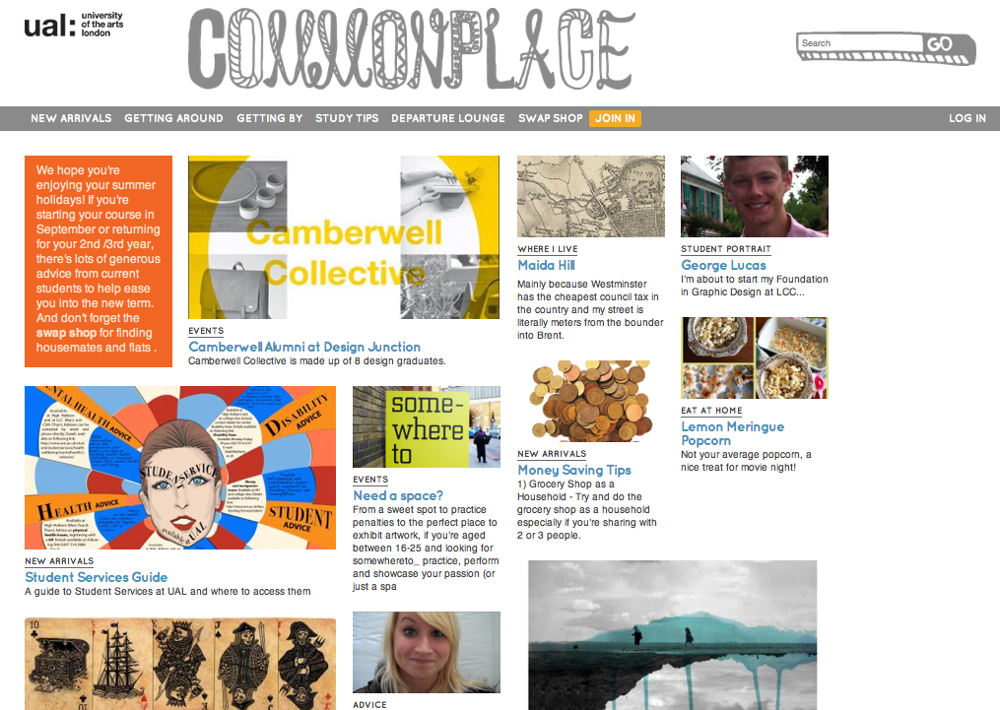 ual:
university
of the arts
london
COMMONPLACE
Search
GO
NEW ARRIVALS GETTING AROUND GETTING BY STUDY TIPS DEPARTURE LOUNGE SWAP SHOP JOIN IN LOG IN
We hope you're
enjoying your summer
holidays! If you're
starting your course in
September or returning
for your 2nd /3rd year,
there's lots of generous
advice from current
students to help ease
you into the new term.
And don't forget the
swap shop for finding
housemates and flats .
Camberwell
Collective
EVENTS
Camberwell Alumni at Design Junction
Camberwell Collective is made up of 8 design graduates.
WHERE I LIVE
Maida Hill
Mainly because Westminster
has the cheapest council tax in
the country and my street is
literally meters from the bounder
into Brent.
STUDENT PORTRAIT
George Lucas
I'm about to start my Foundation
in Graphic Design at LCC...
EAT AT HOME
Lemon Meringue
Popcorn
Not your average popcorn, a
nice treat for movie night!
MENTAL HEALTH ADVICE
DISABILITY
ADVICE
STUDENT SERVICES
HEALTH ADVICE
STUDENT
ADVICE
available at UAL
NEW ARRIVALS
Student Services Guide
A guide to Student Services at UAL and where to access them
some-
where
to
EVENTS
Need a space?
From a sweet spot to practice
penalties to the perfect place to
exhibit artwork, if you're aged
between 16-25 and looking for
somewhereto_ practice, perform
and showcase your passion (or
just a spa
NEW ARRIVALS
Money Saving Tips
1) Grocery Shop as a
Household - Try and do the
grocery shop as a household
especially if you're sharing with
2 or 3 people.
10
K
J
ADVICE